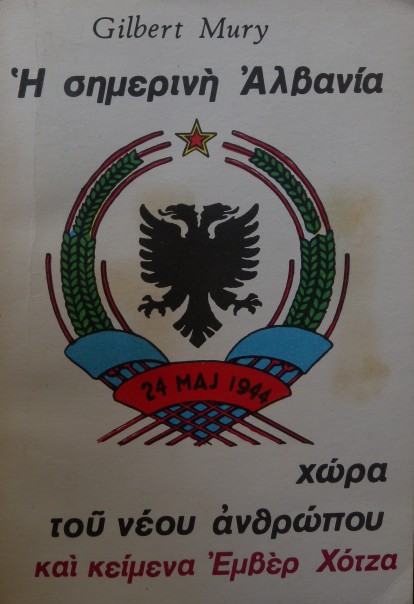 Gilbert Mury
Ἡ σημερινὴ Ἀλβανία
24 MAJ 1944
χώρα
τοῦ νέου ἀνθρώπου
καὶ κείμενα Ἐμβὲρ Χότζα